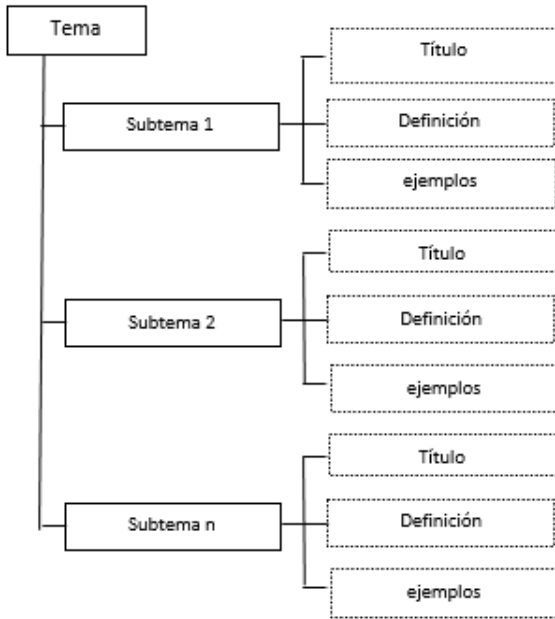 Tema
Subtema 1
Título
Definición
ejemplos
Subtema 2
Título
Definición
ejemplos
Subtema n
Título
Definición
ejemplos